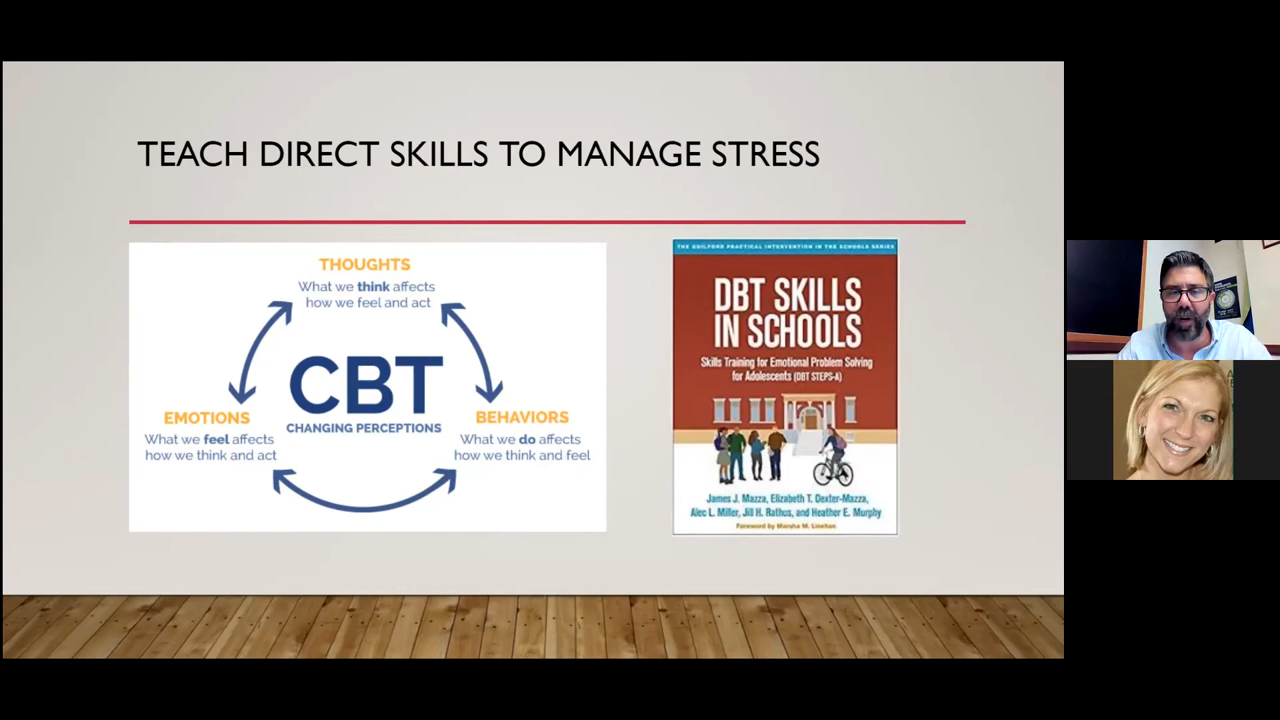 TEACH DIRECT SKILLS TO MANAGE STRESS
THOUGHTS
What we think affects
how we feel and act
CBT
CHANGING PERCEPTIONS
EMOTIONS
What we feel affects
how we think and act
BEHAVIORS
What we do affects
how we think and feel
THE GUILFORD PRACTICAL INTERVENTION IN THE SCHOOLS SERIES
DBT SKILLS
IN SCHOOLS
Skills Training for Emotional Problem Solving
for Adolescents (DBT STEPS-A)
James J. Mazza, Elizabeth T. Dexter-Mazza,
Alec L. Miller, Jill H. Rathus, and Heather E. Murphy
Foreword by Marsha M. Linehan